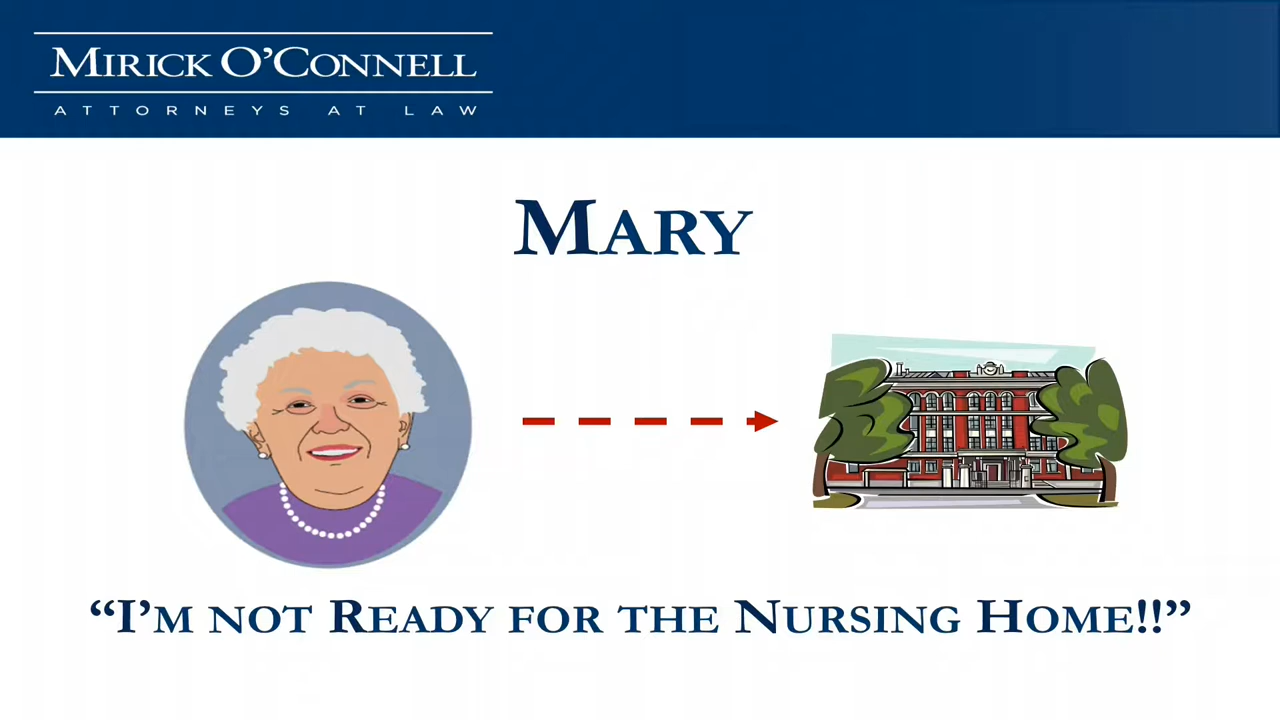 MIRICK O'CONNELL
ATTORNEYS AT LAW
MARY
“I’M NOT READY FOR THE NURSING HOME!!”